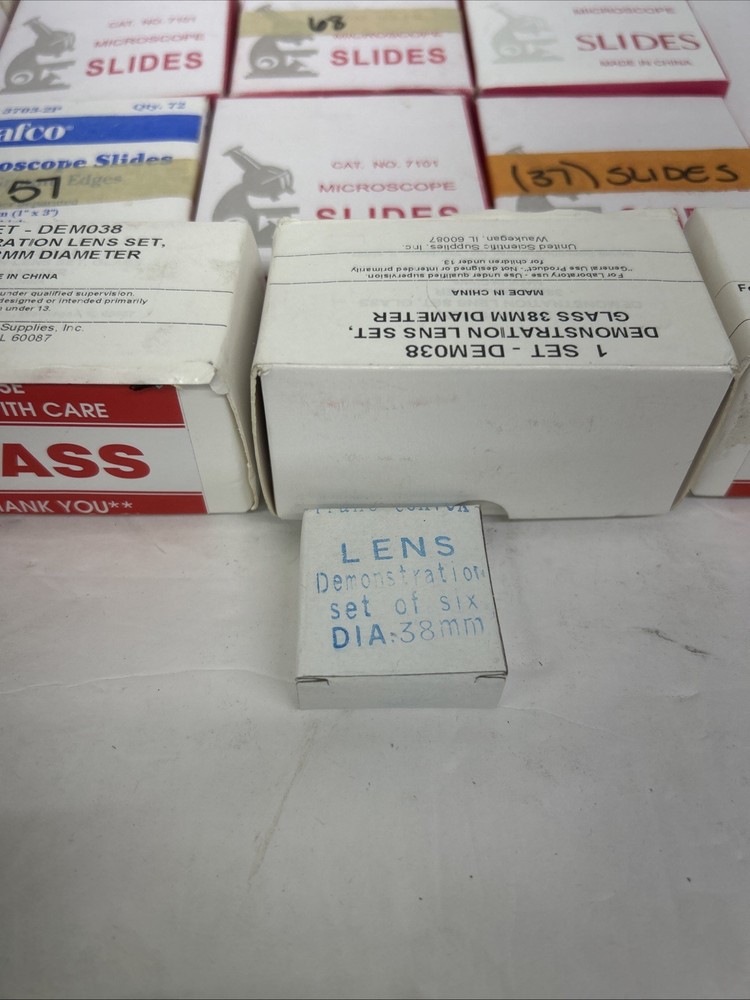 CAT. NO. 7101
MICROSCOPE
SLIDES
68
MICROSCOPE
SLIDES
MICROSCOPE
SLIDES
MADE IN CHINA
3703-2P Qty. 72
afco
oscope Slides
Edges
57
m (1" x 3")
CAT. NO. 7101
MICROSCOPE
(37) SLIDES
ET - DEM038
RATION LENS SET,
8MM DIAMETER
E IN CHINA
under qualified supervision.
designed or intended primarily
n under 13.
Supplies, Inc.
L 60087
SE
ITH CARE
ASS
ANK YOU**
1 SET - DEM038
DEMONSTRATION LENS SET,
GLASS 38MM DIAMETER
MADE IN CHINA
For Laboratory use - Use under qualified supervision
"General Use Product"- Not designed or intended primarily
for children under 13
United Scientific Supplies, Inc.
Waukegan, IL 60087
Fo
LENS
Demonstration
set of six
DIA:38mm